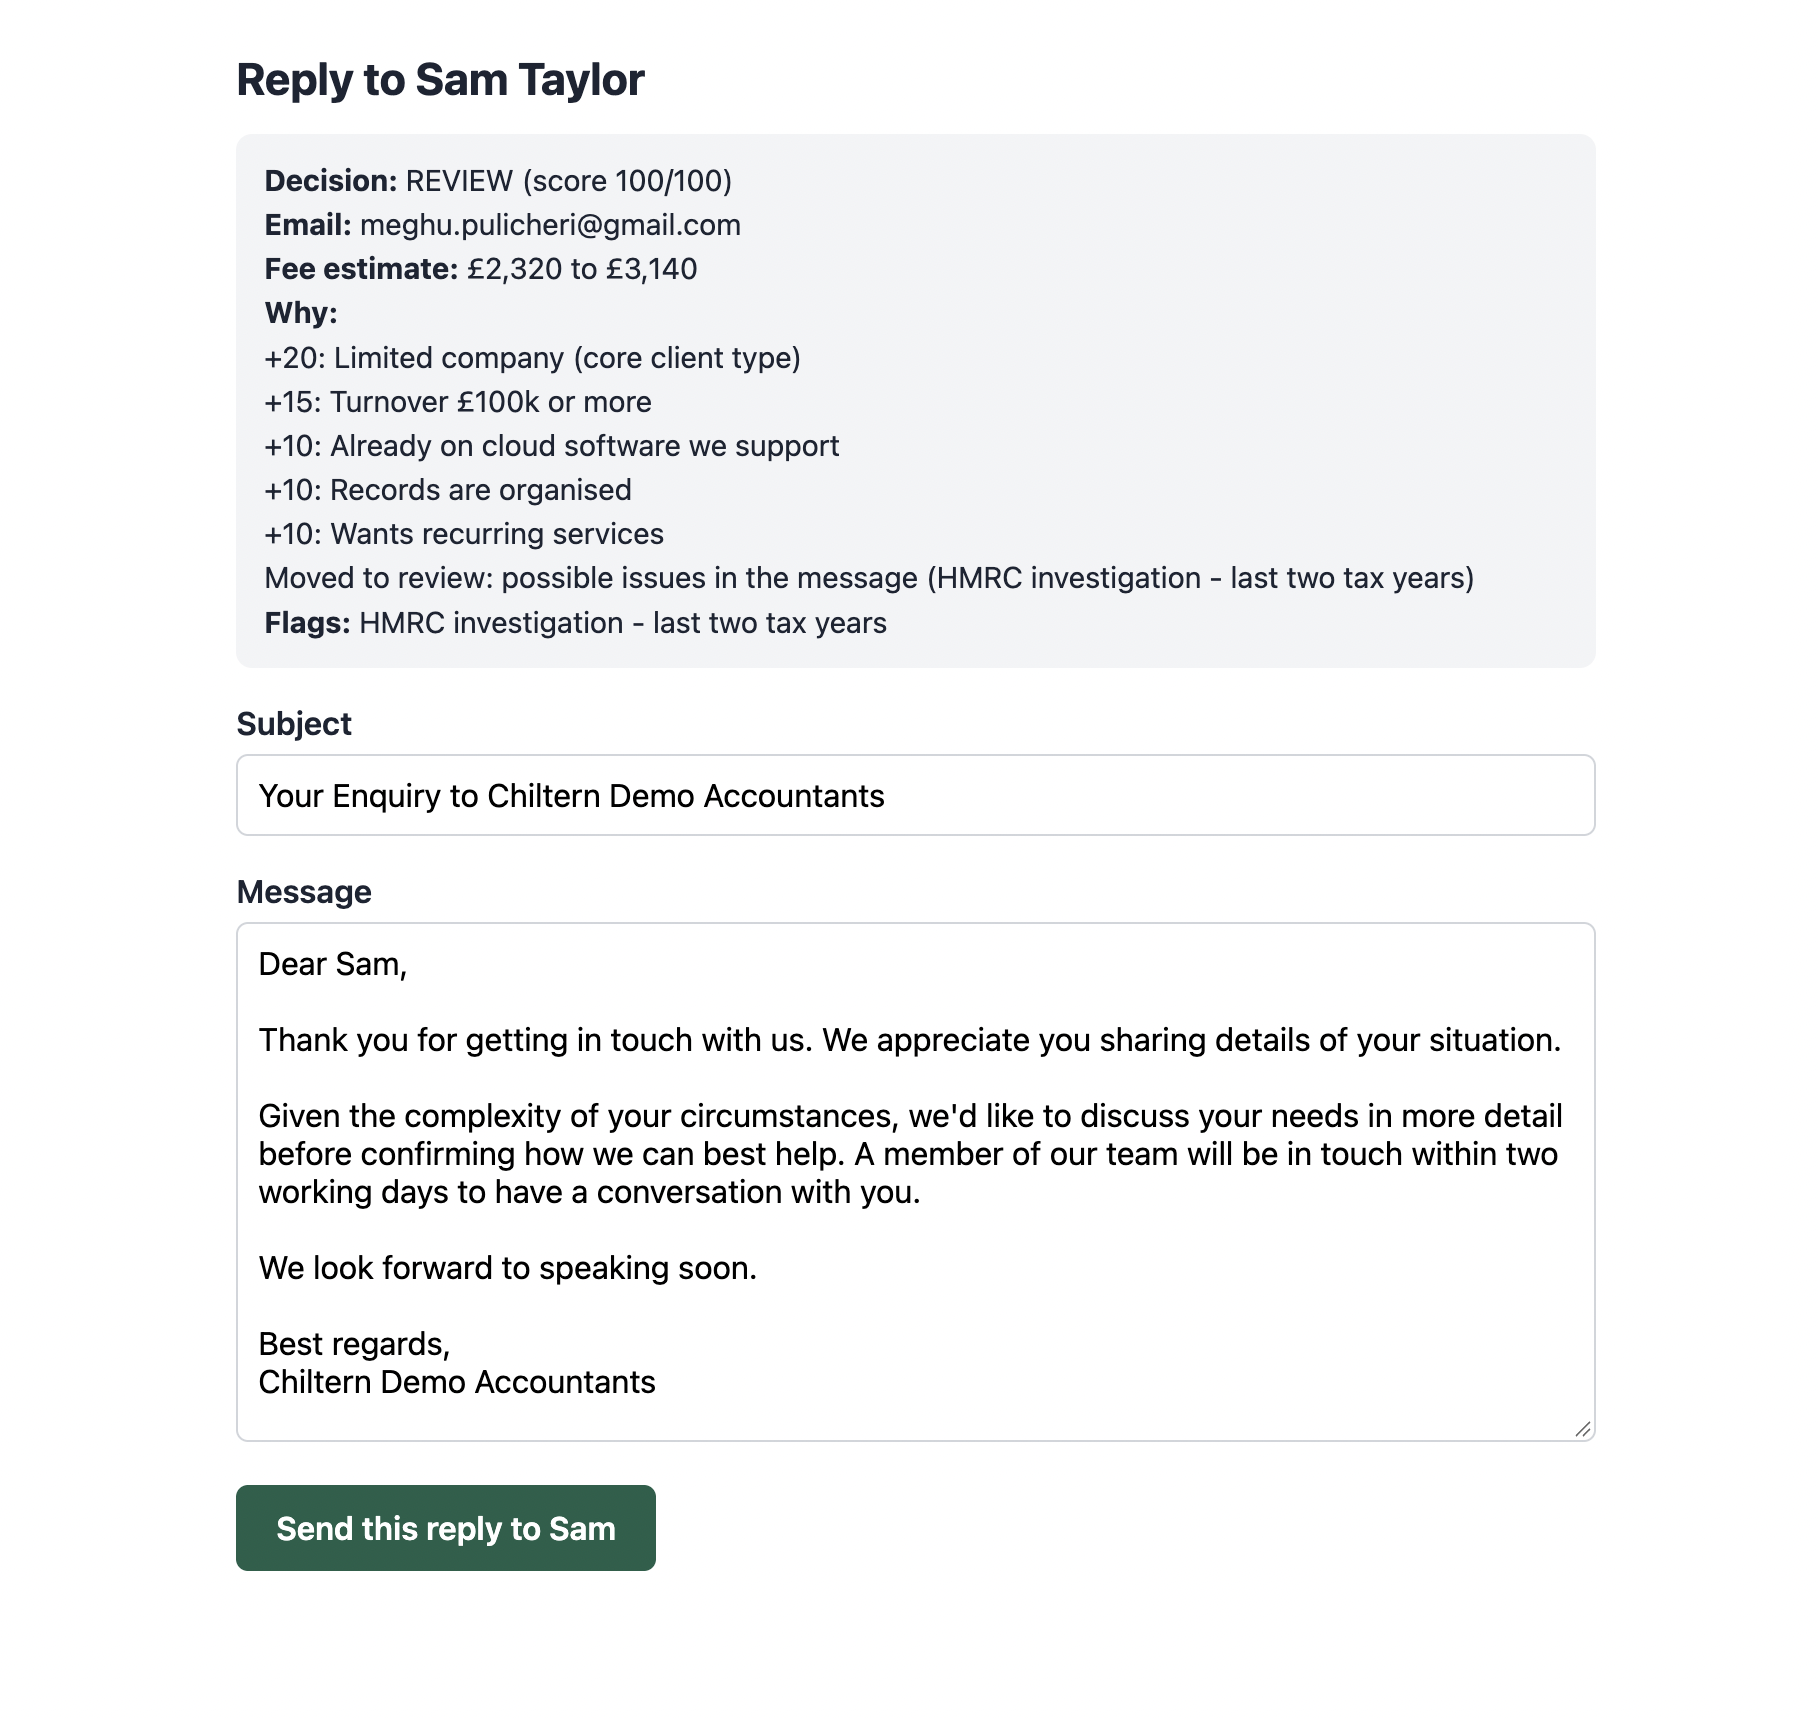 Reply to Sam Taylor
Decision: REVIEW (score 100/100)
Email: meghu.pulicheri@gmail.com
Fee estimate: £2,320 to £3,140
Why:
+20: Limited company (core client type)
+15: Turnover £100k or more
+10: Already on cloud software we support
+10: Records are organised
+10: Wants recurring services
Moved to review: possible issues in the message (HMRC investigation - last two tax years)
Flags: HMRC investigation - last two tax years
Subject
Your Enquiry to Chiltern Demo Accountants
Message
Dear Sam,
Thank you for getting in touch with us. We appreciate you sharing details of your situation.
Given the complexity of your circumstances, we'd like to discuss your needs in more detail
before confirming how we can best help. A member of our team will be in touch within two
working days to have a conversation with you.
We look forward to speaking soon.
Best regards,
Chiltern Demo Accountants
Send this reply to Sam